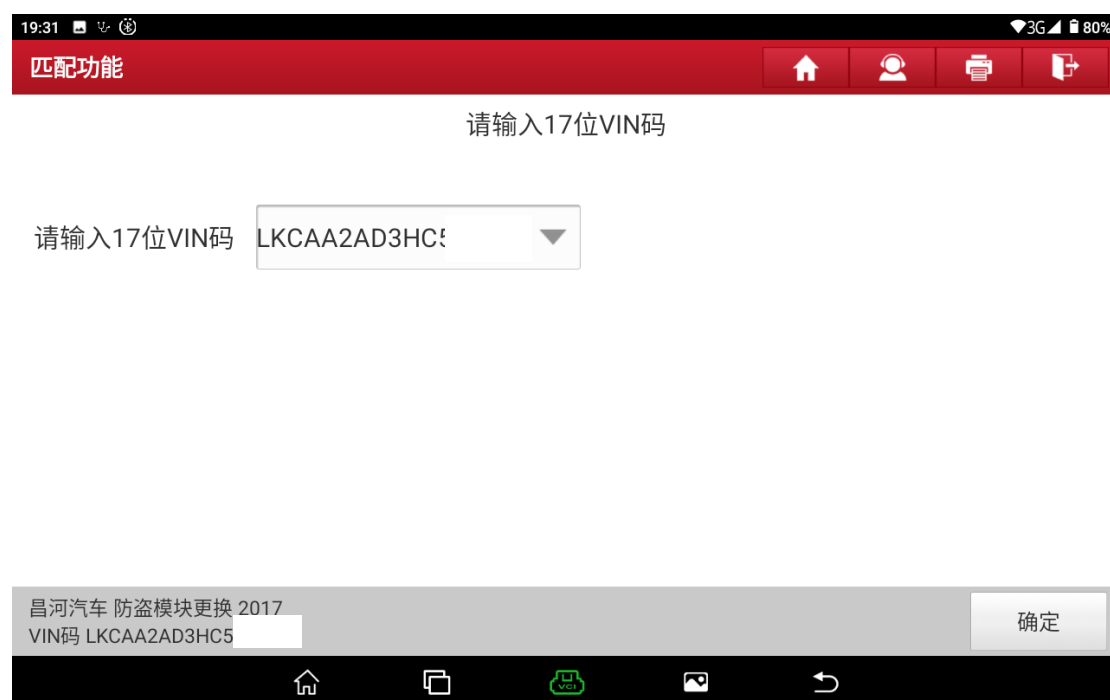 19:31 3G 80%
匹配功能
请输入17位VIN码
请输入17位VIN码 LKCAA2AD3HC5
昌河汽车 防盗模块更换 2017
VIN码 LKCAA2AD3HC5
确定
VCI